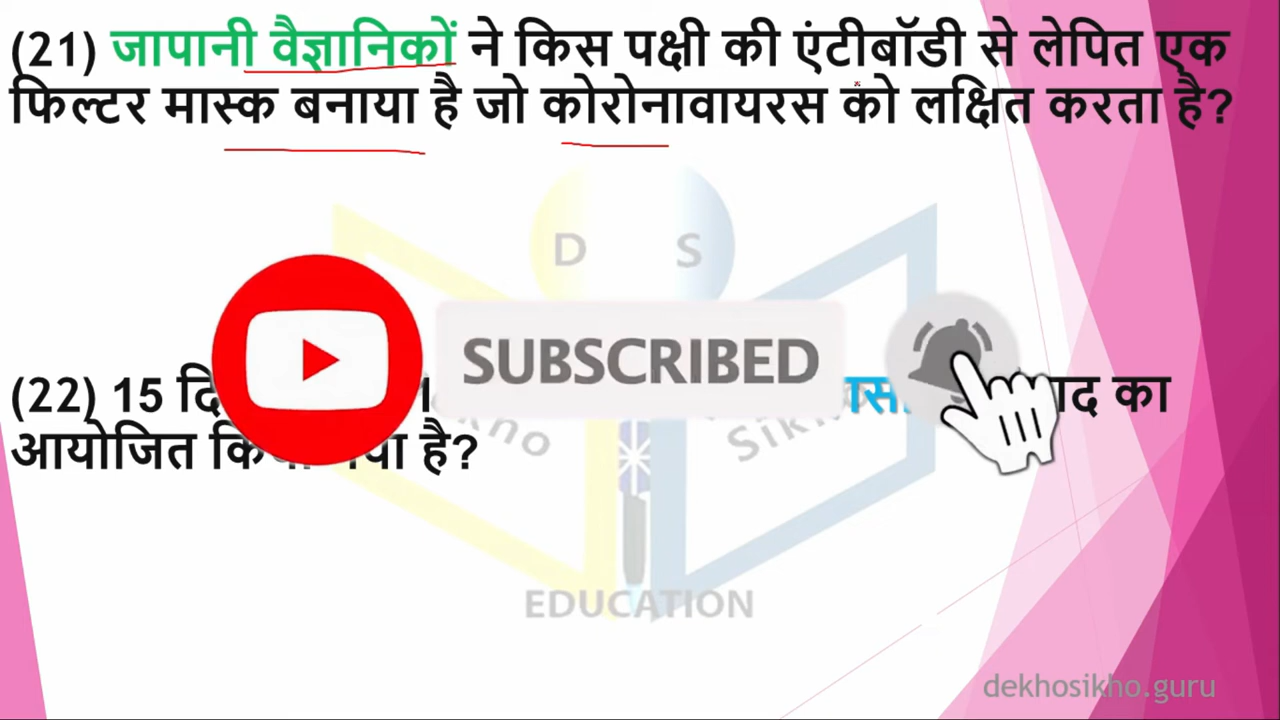 (21) जापानी वैज्ञानिकों ने किस पक्षी की एंटीबॉडी से लेपित एक
फिल्टर मास्क बनाया है जो कोरोनावायरस को लक्षित करता है?
D S
SUBSCRIBED
(22) 15 का
आयोजित है?
EDUCATION
dekhosikho.guru